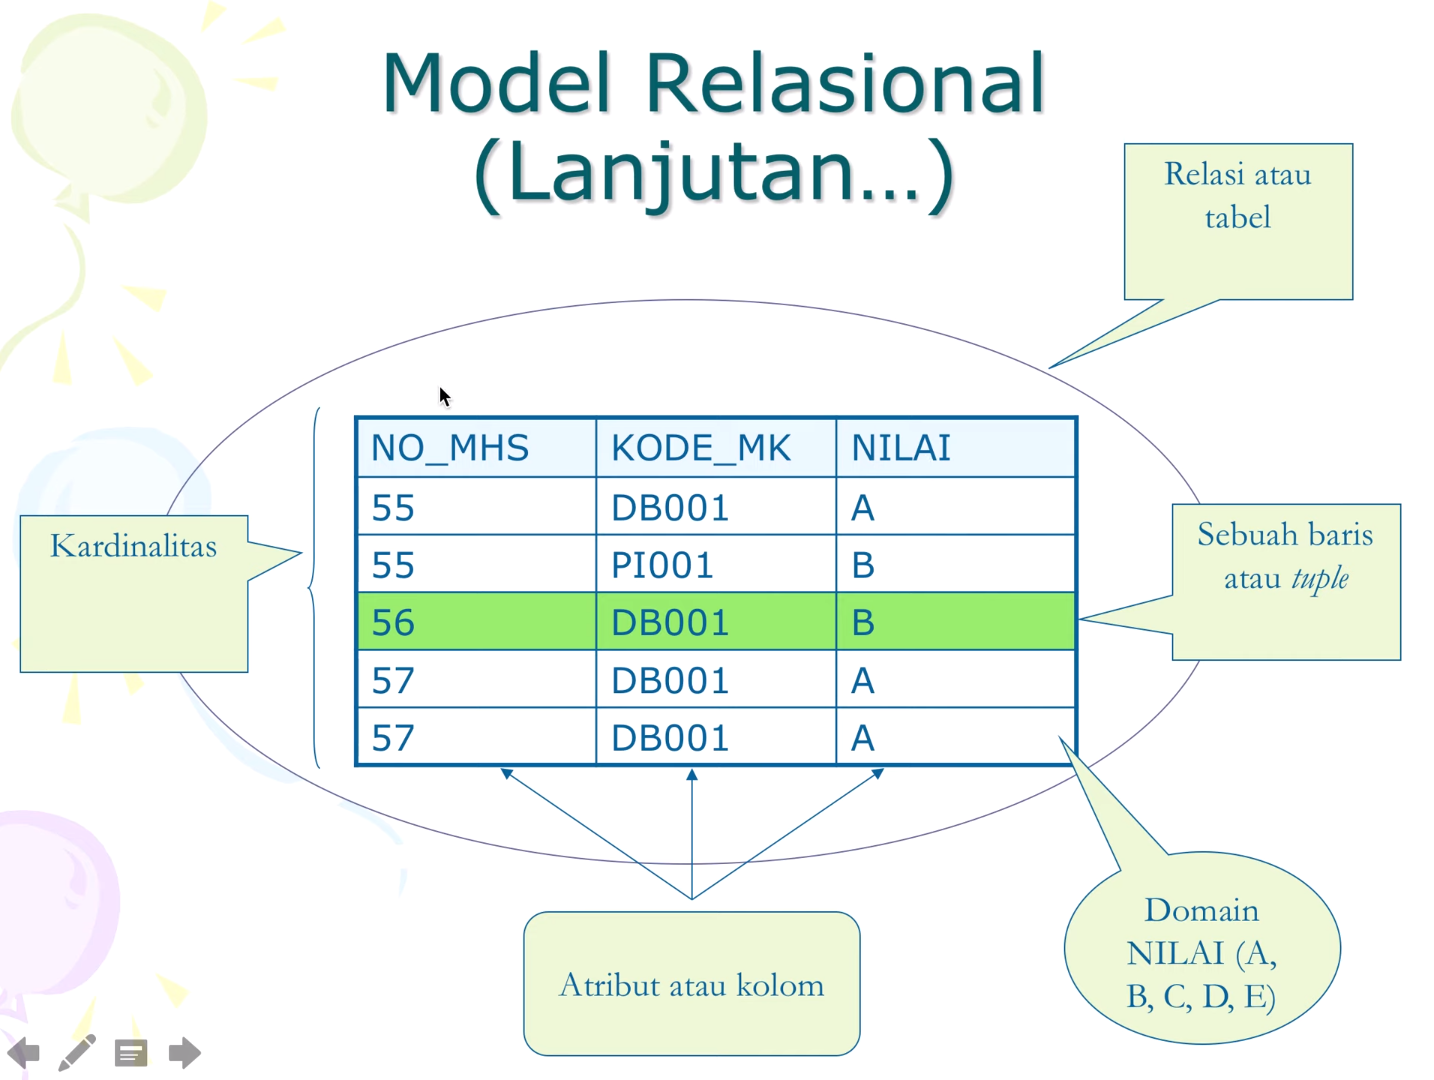 Model Relasional
(Lanjutan...)
Relasi atau
tabel
Kardinalitas
NO_MHS KODE_MK NILAI
55 DB001 A
55 PI001 B
56 DB001 B
57 DB001 A
57 DB001 A
Sebuah baris
atau tuple
Atribut atau kolom
Domain
NILAI (A,
B, C, D, E)